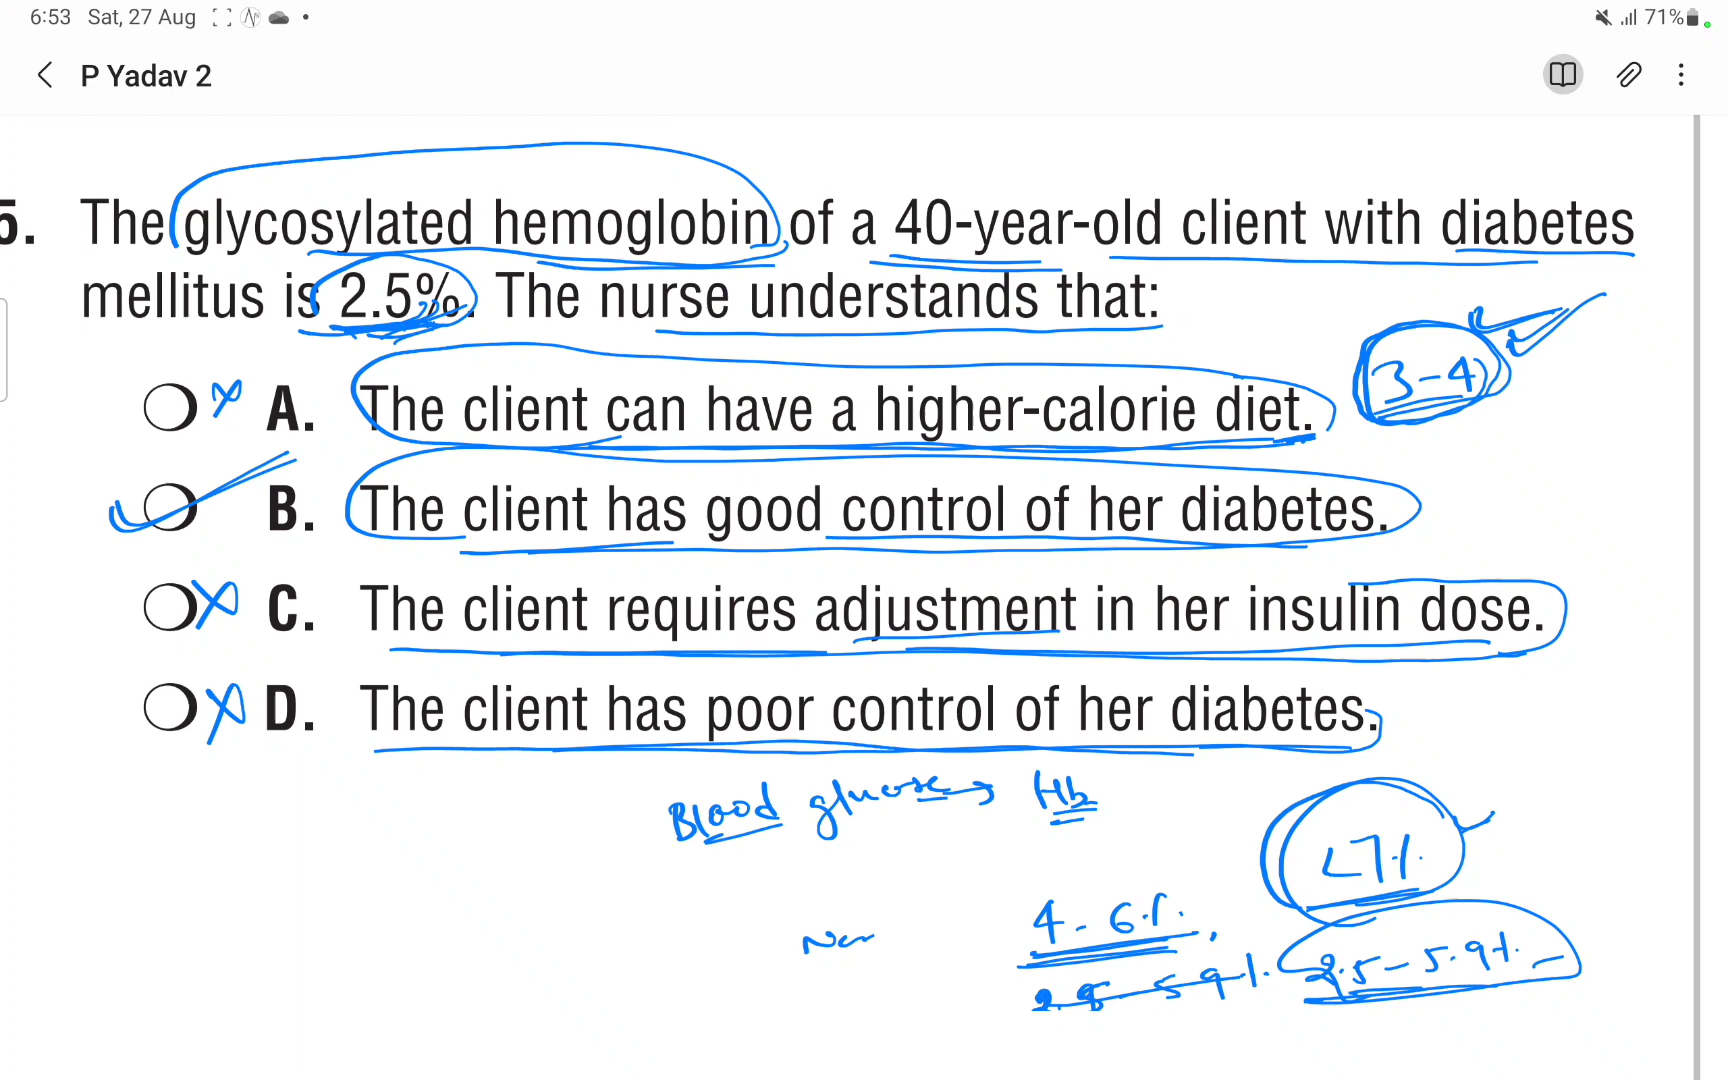 6:53 Sat, 27 Aug 71%
P Yadav 2
5. The glycosylated hemoglobin of a 40-year-old client with diabetes
mellitus is 2.5%. The nurse understands that:
3-4
A. The client can have a higher-calorie diet.
B. The client has good control of her diabetes.
C. The client requires adjustment in her insulin dose.
D. The client has poor control of her diabetes.
Blood glucose → Hb
<7%
4-6%.
5.9%. 2.5-5.9%-